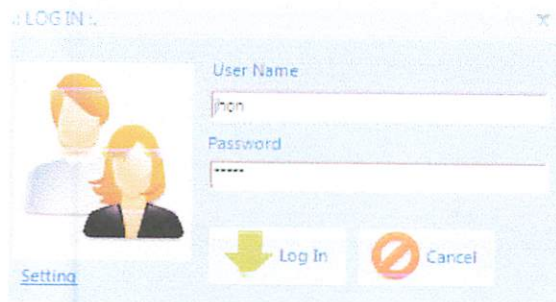 .: LOG IN :.
User Name
jhon
Password
•••••
Log In
Cancel
Setting